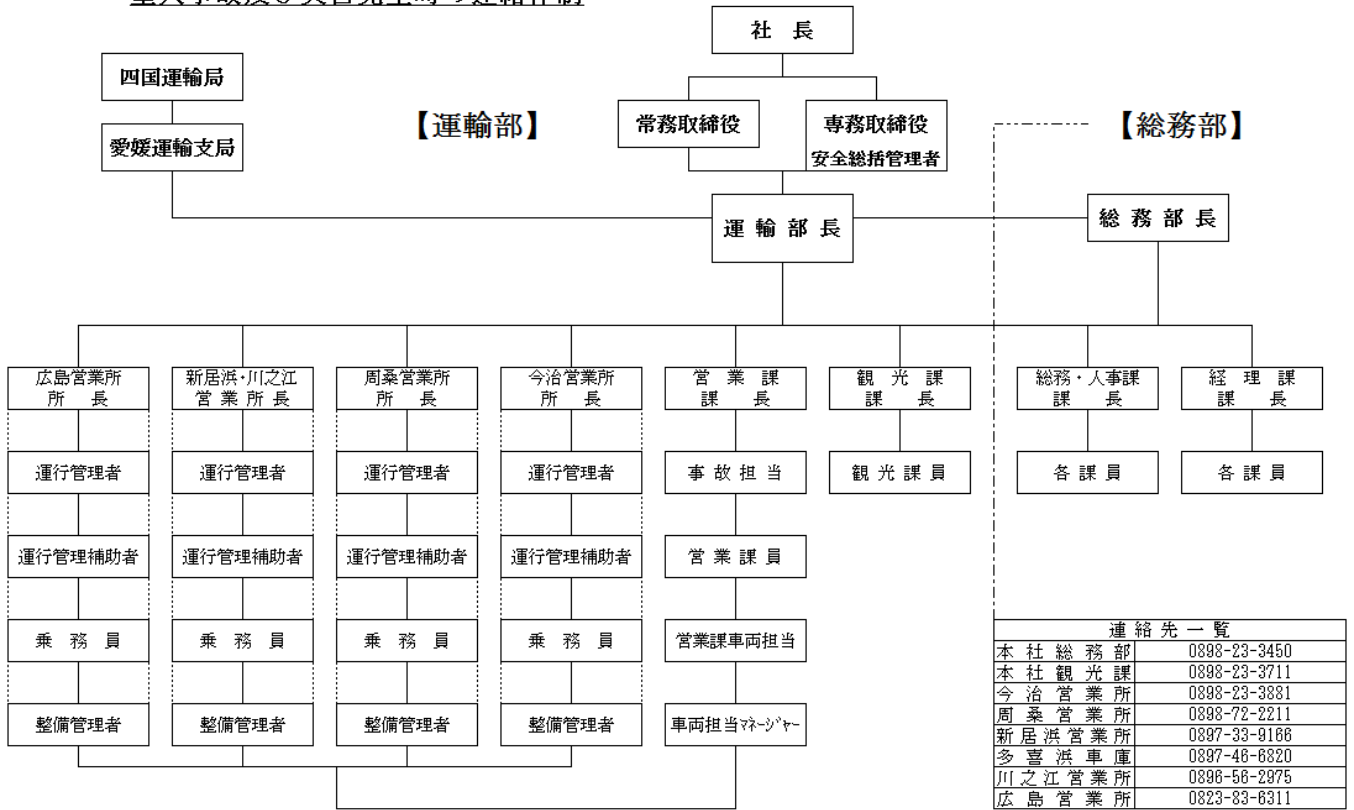 社 長
四国運輸局
【運輸部】
常務取締役
専務取締役
安全総括管理者
【総務部】
愛媛運輸支局
運 輸 部 長
総 務 部 長
広島営業所
所 長
新居浜・川之江
営 業 所 長
周桑営業所
所 長
今治営業所
所 長
営 業 課
課 長
観 光 課
課 長
総務・人事課
課 長
経 理 課
課 長
運行管理者
運行管理者
運行管理者
運行管理者
事 故 担 当
観 光 課 員
各 課 員
各 課 員
運行管理補助者
運行管理補助者
運行管理補助者
運行管理補助者
営 業 課 員
乗 務 員
乗 務 員
乗 務 員
乗 務 員
営業課車両担当
整備管理者
整備管理者
整備管理者
整備管理者
車両担当ﾏﾈｰｼﾞｬｰ
連 絡 先 一 覧
本 社 総 務 部 0898-23-3450
本 社 観 光 課 0898-23-3711
今 治 営 業 所 0898-23-3881
周 桑 営 業 所 0898-72-2211
新 居 浜 営 業 所 0897-33-9166
多 喜 浜 車 庫 0897-46-6820
川 之 江 営 業 所 0896-56-2975
広 島 営 業 所 0823-83-6311